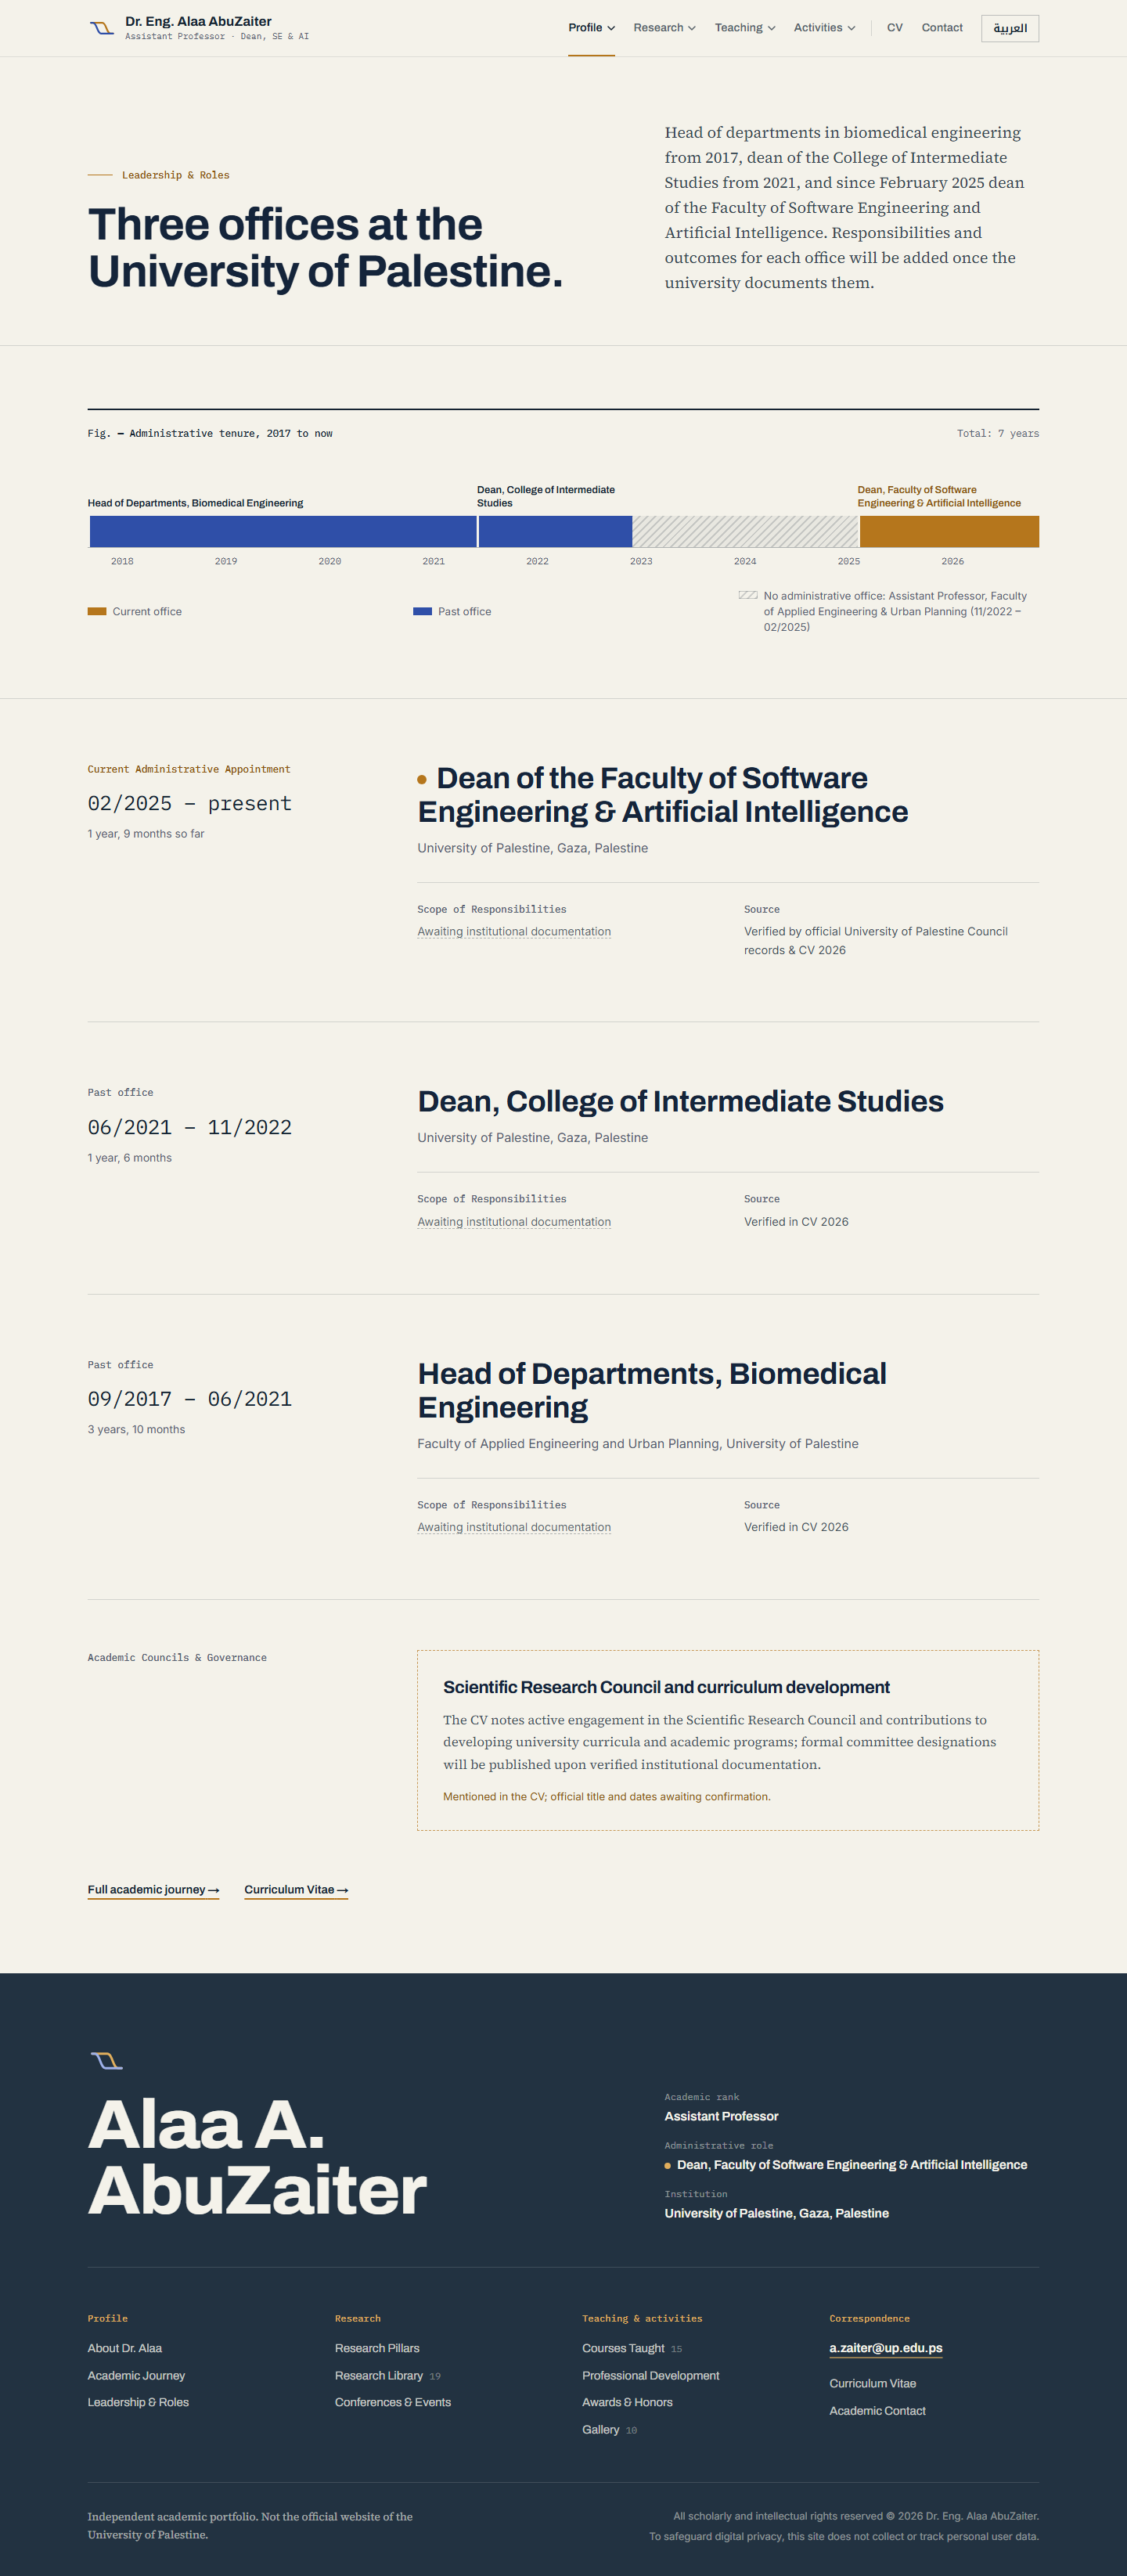 Dr. Eng. Alaa AbuZaiter
Assistant Professor · Dean, SE & AI
Profile
Research
Teaching
Activities
CV
Contact
العربية
Leadership & Roles
Three offices at the
University of Palestine.
Head of departments in biomedical engineering
from 2017, dean of the College of Intermediate
Studies from 2021, and since February 2025 dean
of the Faculty of Software Engineering and
Artificial Intelligence. Responsibilities and
outcomes for each office will be added once the
university documents them.
Fig. — Administrative tenure, 2017 to now
Total: 7 years
Head of Departments, Biomedical Engineering
Dean, College of Intermediate
Studies
Dean, Faculty of Software
Engineering & Artificial Intelligence
2018
2019
2020
2021
2022
2023
2024
2025
2026
Current office
Past office
No administrative office: Assistant Professor, Faculty
of Applied Engineering & Urban Planning (11/2022 –
02/2025)
Current Administrative Appointment
02/2025 – present
1 year, 9 months so far
Dean of the Faculty of Software
Engineering & Artificial Intelligence
University of Palestine, Gaza, Palestine
Scope of Responsibilities
Awaiting institutional documentation
Source
Verified by official University of Palestine Council
records & CV 2026
Past office
06/2021 – 11/2022
1 year, 6 months
Dean, College of Intermediate Studies
University of Palestine, Gaza, Palestine
Scope of Responsibilities
Awaiting institutional documentation
Source
Verified in CV 2026
Past office
09/2017 – 06/2021
3 years, 10 months
Head of Departments, Biomedical
Engineering
Faculty of Applied Engineering and Urban Planning, University of Palestine
Scope of Responsibilities
Awaiting institutional documentation
Source
Verified in CV 2026
Academic Councils & Governance
Scientific Research Council and curriculum development
The CV notes active engagement in the Scientific Research Council and contributions to
developing university curricula and academic programs; formal committee designations
will be published upon verified institutional documentation.
Mentioned in the CV; official title and dates awaiting confirmation.
Full academic journey →
Curriculum Vitae →
Alaa A.
AbuZaiter
Academic rank
Assistant Professor
Administrative role
Dean, Faculty of Software Engineering & Artificial Intelligence
Institution
University of Palestine, Gaza, Palestine
Profile
About Dr. Alaa
Academic Journey
Leadership & Roles
Research
Research Pillars
Research Library 19
Conferences & Events
Teaching & activities
Courses Taught 15
Professional Development
Awards & Honors
Gallery 10
Correspondence
a.zaiter@up.edu.ps
Curriculum Vitae
Academic Contact
Independent academic portfolio. Not the official website of the
University of Palestine.
All scholarly and intellectual rights reserved © 2026 Dr. Eng. Alaa AbuZaiter.
To safeguard digital privacy, this site does not collect or track personal user data.